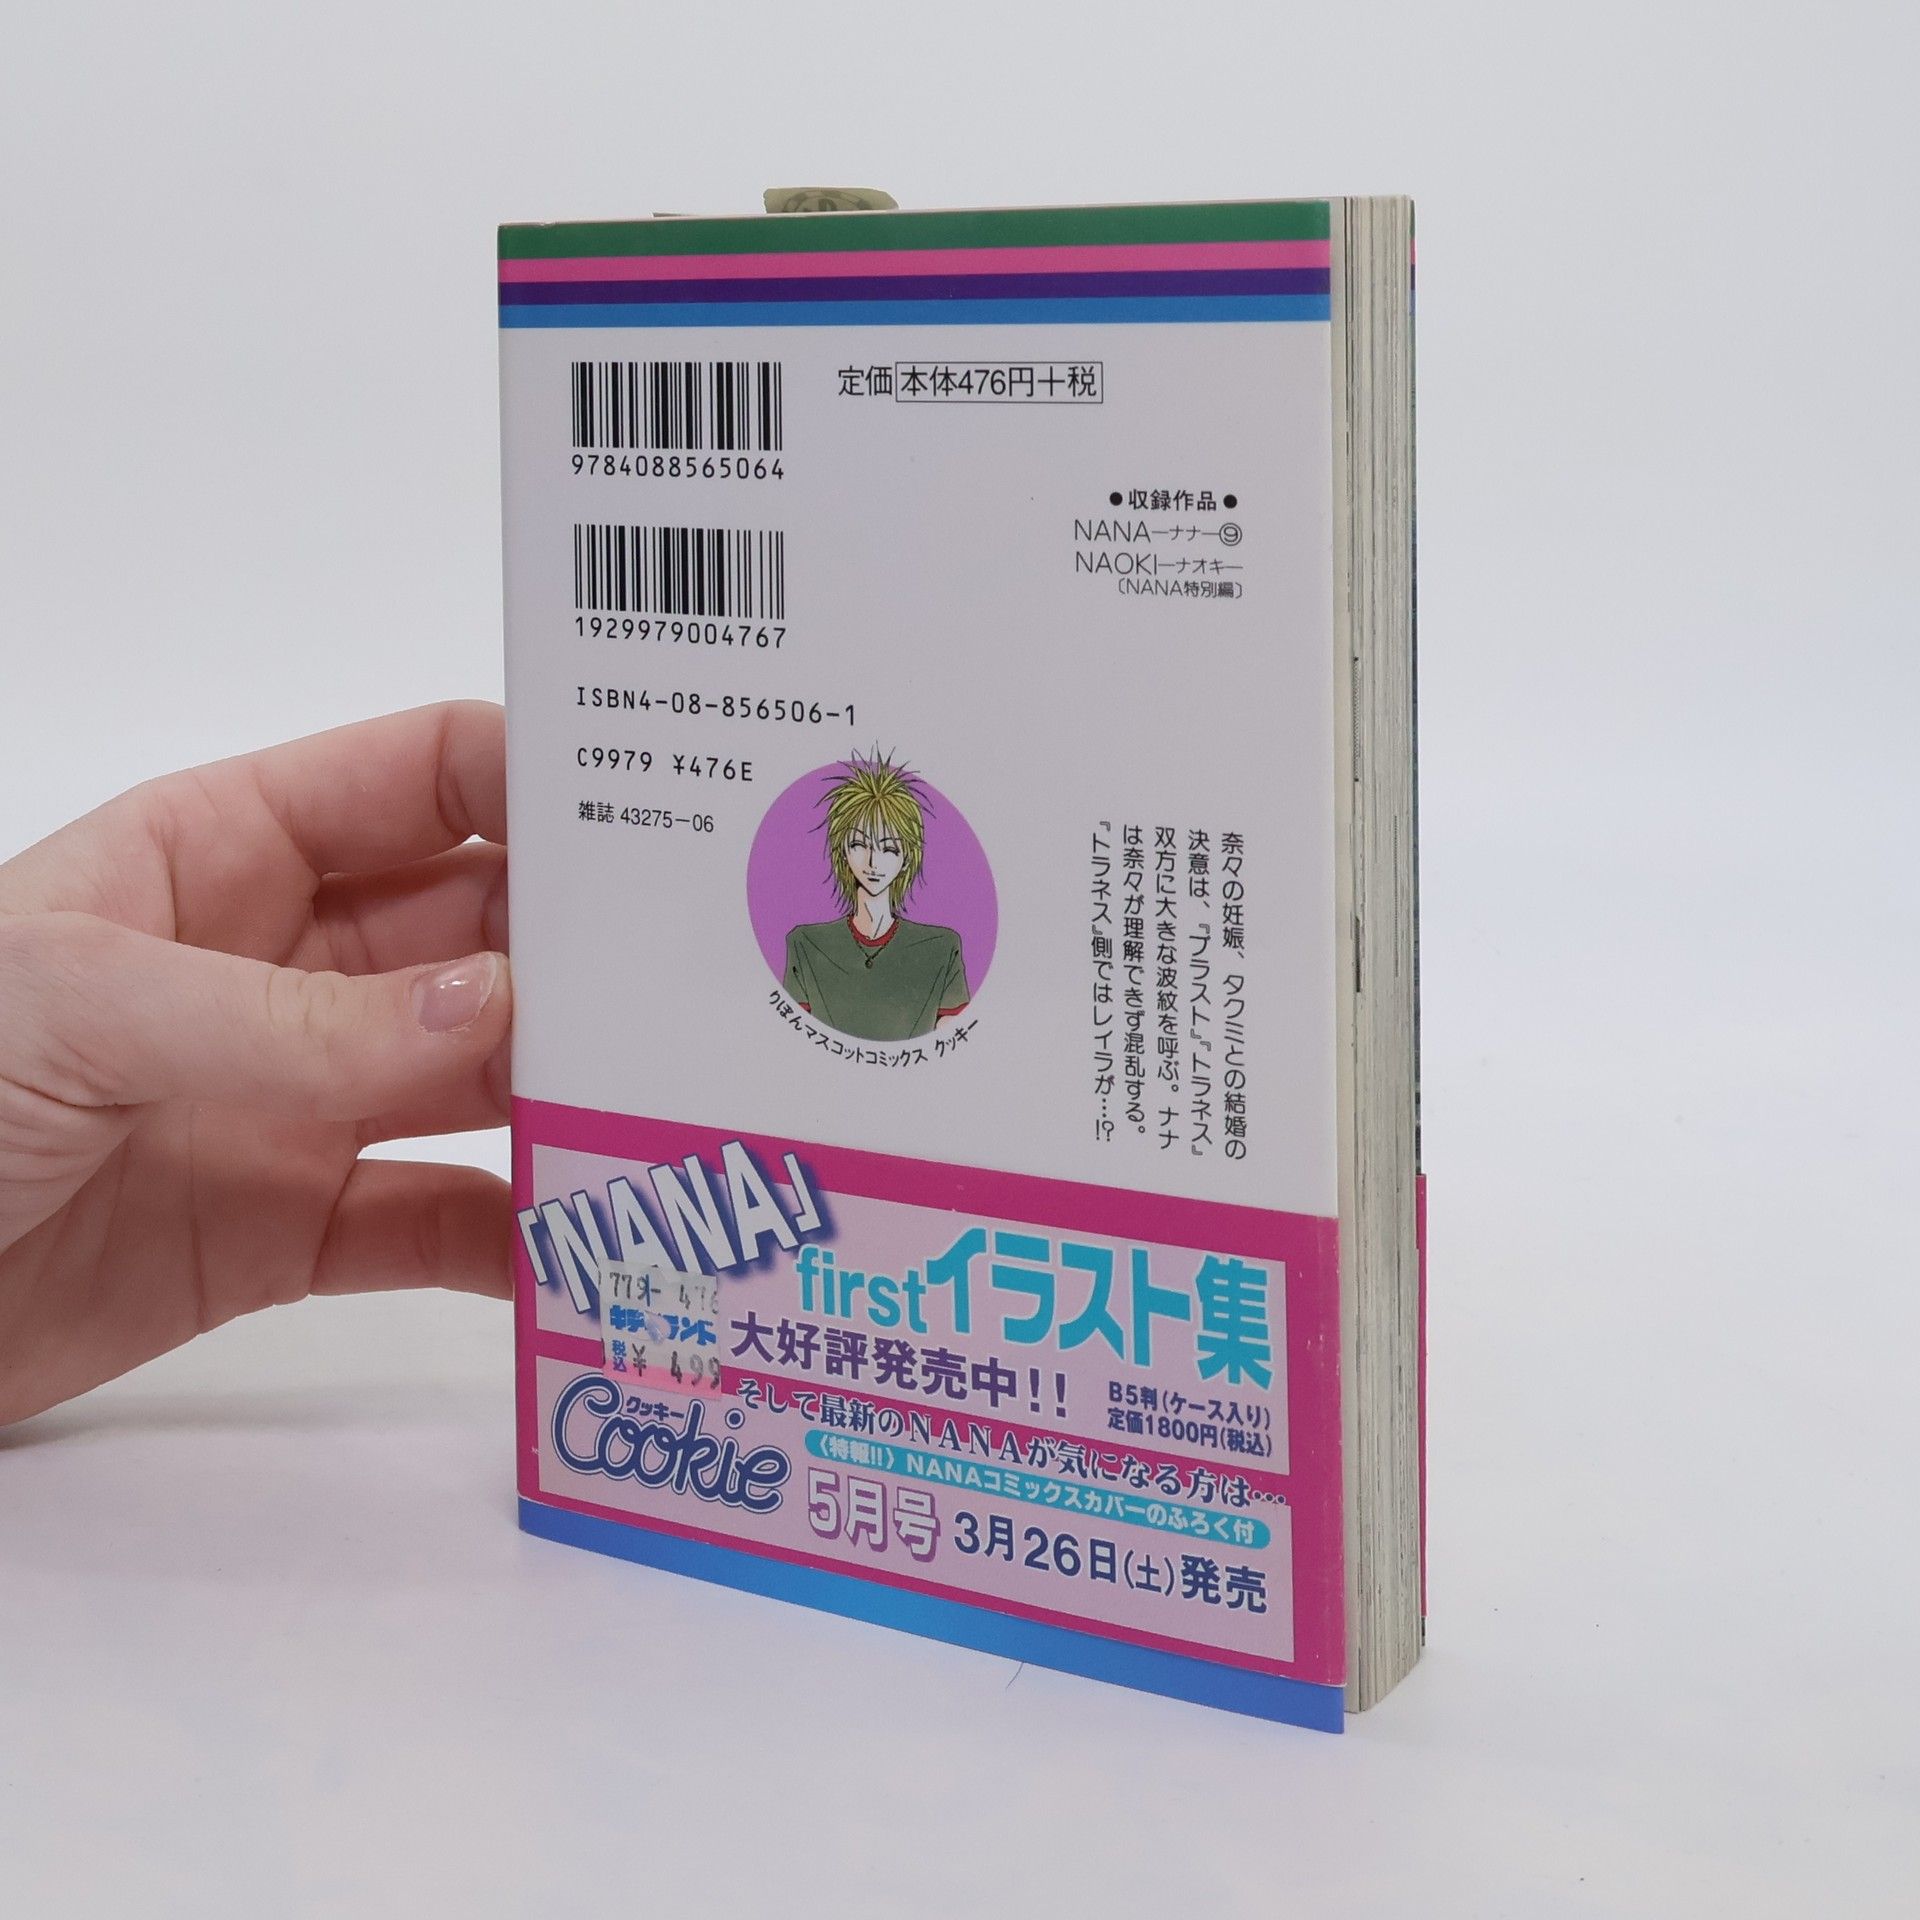 定価 本体476円＋税
9784088565064
1929979004767
ISBN4-08-856506-1
C9979 ¥476E
雑誌 43275－06
●収録作品●
NANA―ナナ―⑨
NAOKI―ナオキ―
〔NANA特別編〕
りぼんマスコットコミックス クッキー
奈々の妊娠、タクミとの結婚の
決意は、『ブラスト』『トラネス』
双方に大きな波紋を呼ぶ。ナナ
は奈々が理解できず混乱する。
『トラネス』側ではレイラが…!?
「NANA」
firstイラスト集
大好評発売中!!
B5判(ケース入り)
定価1800円(税込)
779- 476
税込 ¥ 499
そして最新のNANAが気になる方は…
〈特報!!〉NANAコミックスカバーのふろく付
クッキー
Cookie
5月号 3月26日(土)発売